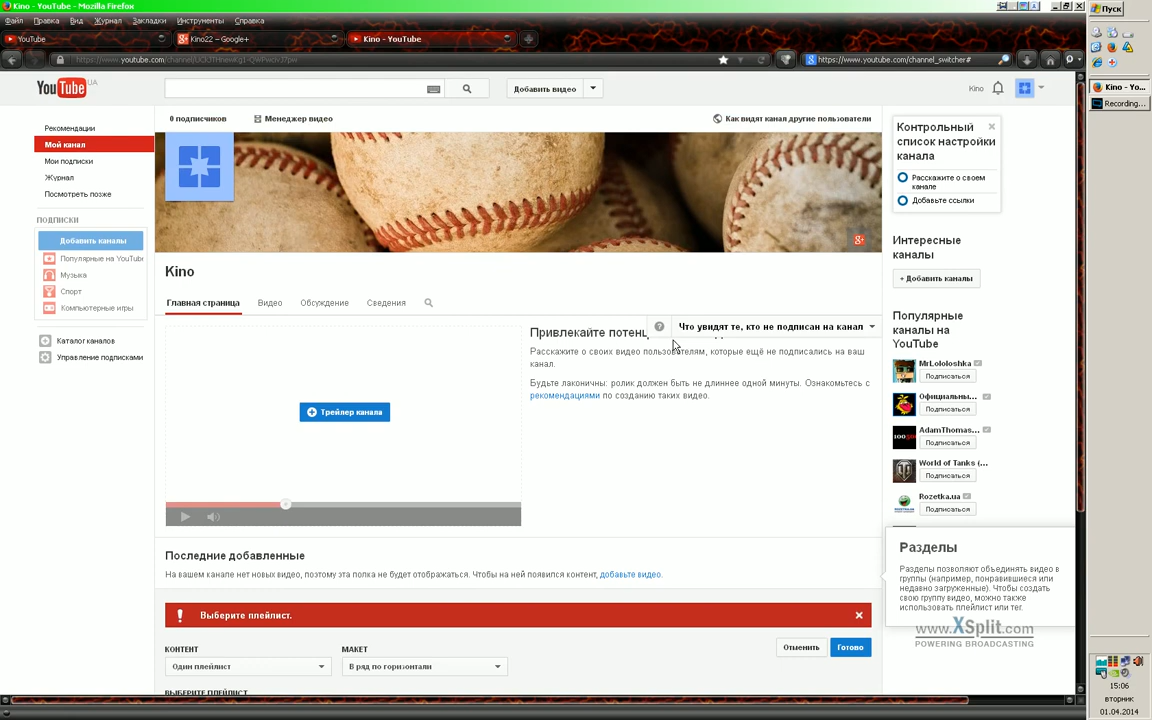 Kino - YouTube - Mozilla Firefox
Пуск
Файл Правка Вид Журнал Закладки Инструменты Справка
YouTube
Kino22 – Google+
Kino - YouTube
https://www.youtube.com/channel_switcher#
YouTube UA
Добавить видео
Kino
Kino - Yo...
Recording...
0 подписчиков
Менеджер видео
Как видят канал другие пользователи
Рекомендации
Мой канал
Мои подписки
Журнал
Посмотреть позже
ПОДПИСКИ
Добавить каналы
Популярные на YouTube
Музыка
Спорт
Компьютерные игры
Каталог каналов
Управление подписками
Контрольный
список настройки
канала
Расскажите о своем
канале
Добавьте ссылки
Kino
Главная страница Видео Обсуждение Сведения
Интересные
каналы
+ Добавить каналы
Привлекайте
Что увидят те, кто не подписан на канал
Расскажите о своих видео пользователям, которые ещё не подписались на ваш
канал.
Будьте лаконичны: ролик должен быть не длиннее одной минуты. Ознакомьтесь с
рекомендациями по созданию таких видео.
Трейлер канала
Популярные
каналы на
YouTube
MrLololoshka
Подписаться
Официальны...
Подписаться
AdamThomas...
Подписаться
World of Tanks (...
Подписаться
Rozetka.ua
Подписаться
Последние добавленные
На вашем канале нет новых видео, поэтому эта полка не будет отображаться. Чтобы на ней появился контент, добавьте видео.
Разделы
Разделы позволяют объединять видео в
группы (например, понравившиеся или
недавно загруженные). Чтобы создать
свою группу видео, можно также
использовать плейлист или тег.
www.XSplit.com
POWERING BROADCASTING
Выберите плейлист.
КОНТЕНТ
МАКЕТ
Отменить
Готово
Один плейлист
В ряд по горизонтали
ВЫБЕРИТЕ ПЛЕЙЛИСТ
15:06
вторник
01.04.2014